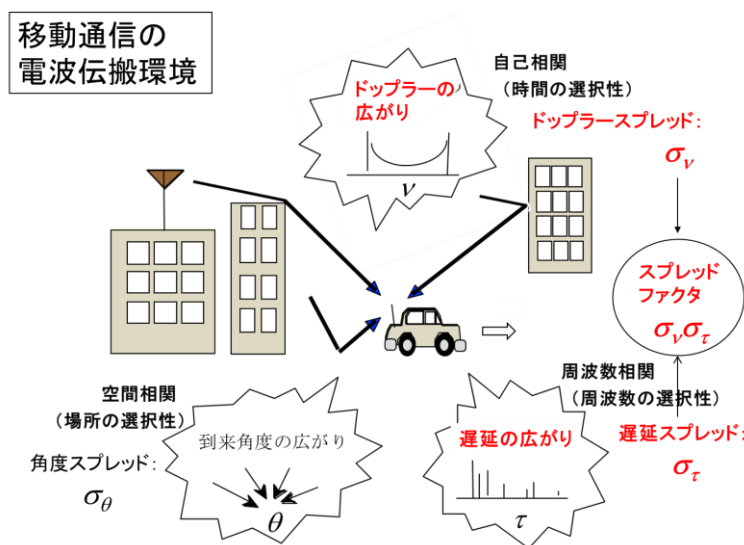 移動通信の
電波伝搬環境
ドップラーの
広がり
ν
自己相関
(時間の選択性)
ドップラースプレッド:
σν
スプレッド
ファクタ
σνστ
空間相関
(場所の選択性)
角度スプレッド:
σθ
到来角度の広がり
θ
遅延の広がり
τ
周波数相関
(周波数の選択性)
遅延スプレッド:
στ